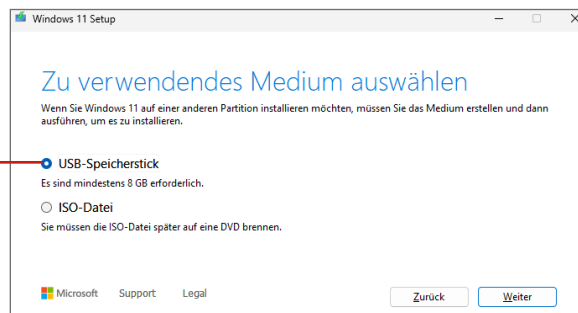 Windows 11 Setup
Zu verwendendes Medium auswählen
Wenn Sie Windows 11 auf einer anderen Partition installieren möchten, müssen Sie das Medium erstellen und dann
ausführen, um es zu installieren.
USB-Speicherstick
Es sind mindestens 8 GB erforderlich.
ISO-Datei
Sie müssen die ISO-Datei später auf eine DVD brennen.
Microsoft Support Legal Zurück Weiter